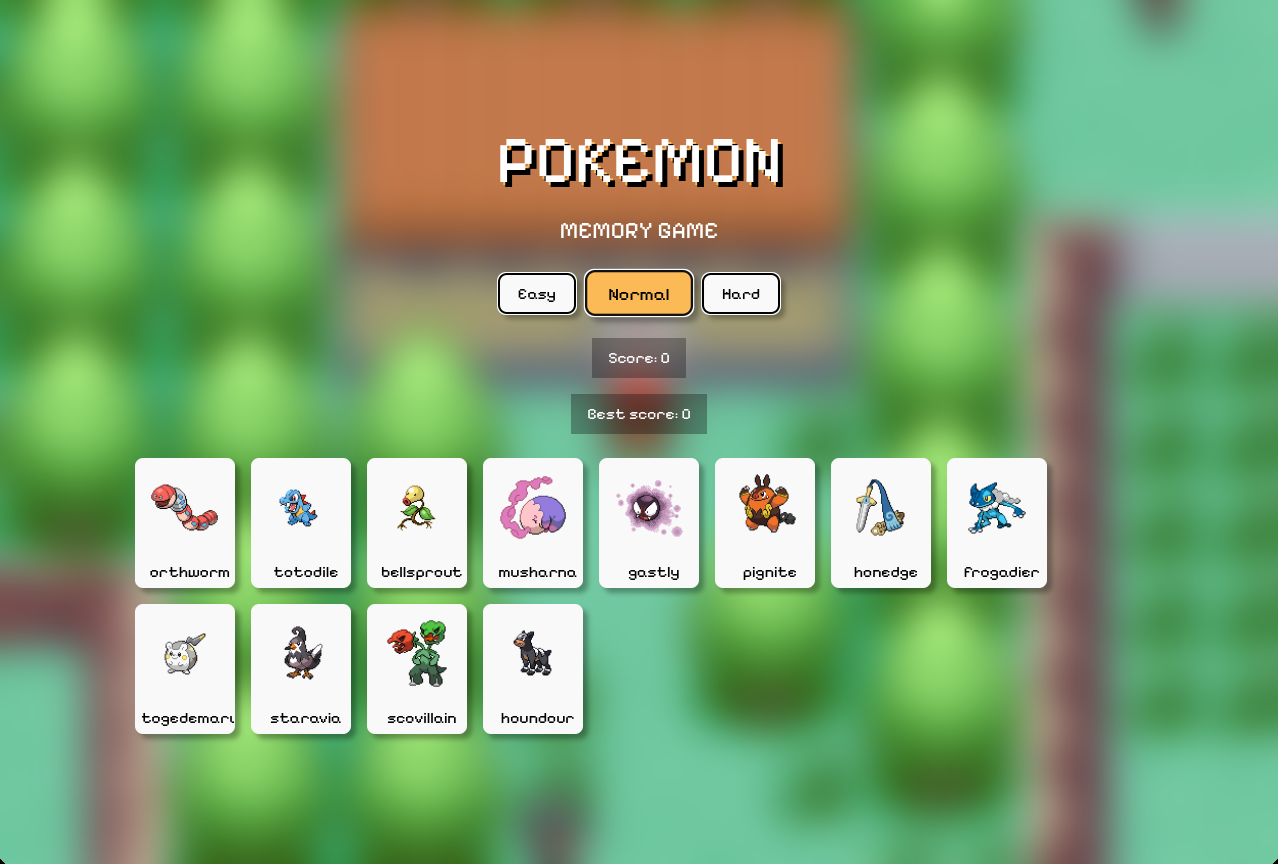 POKEMON
MEMORY GAME
Easy Normal Hard
Score: 0
Best score: 0
orthworm totodile bellsprout musharna gastly pignite honedge frogadier
togedemaru staravia scovillain houndour